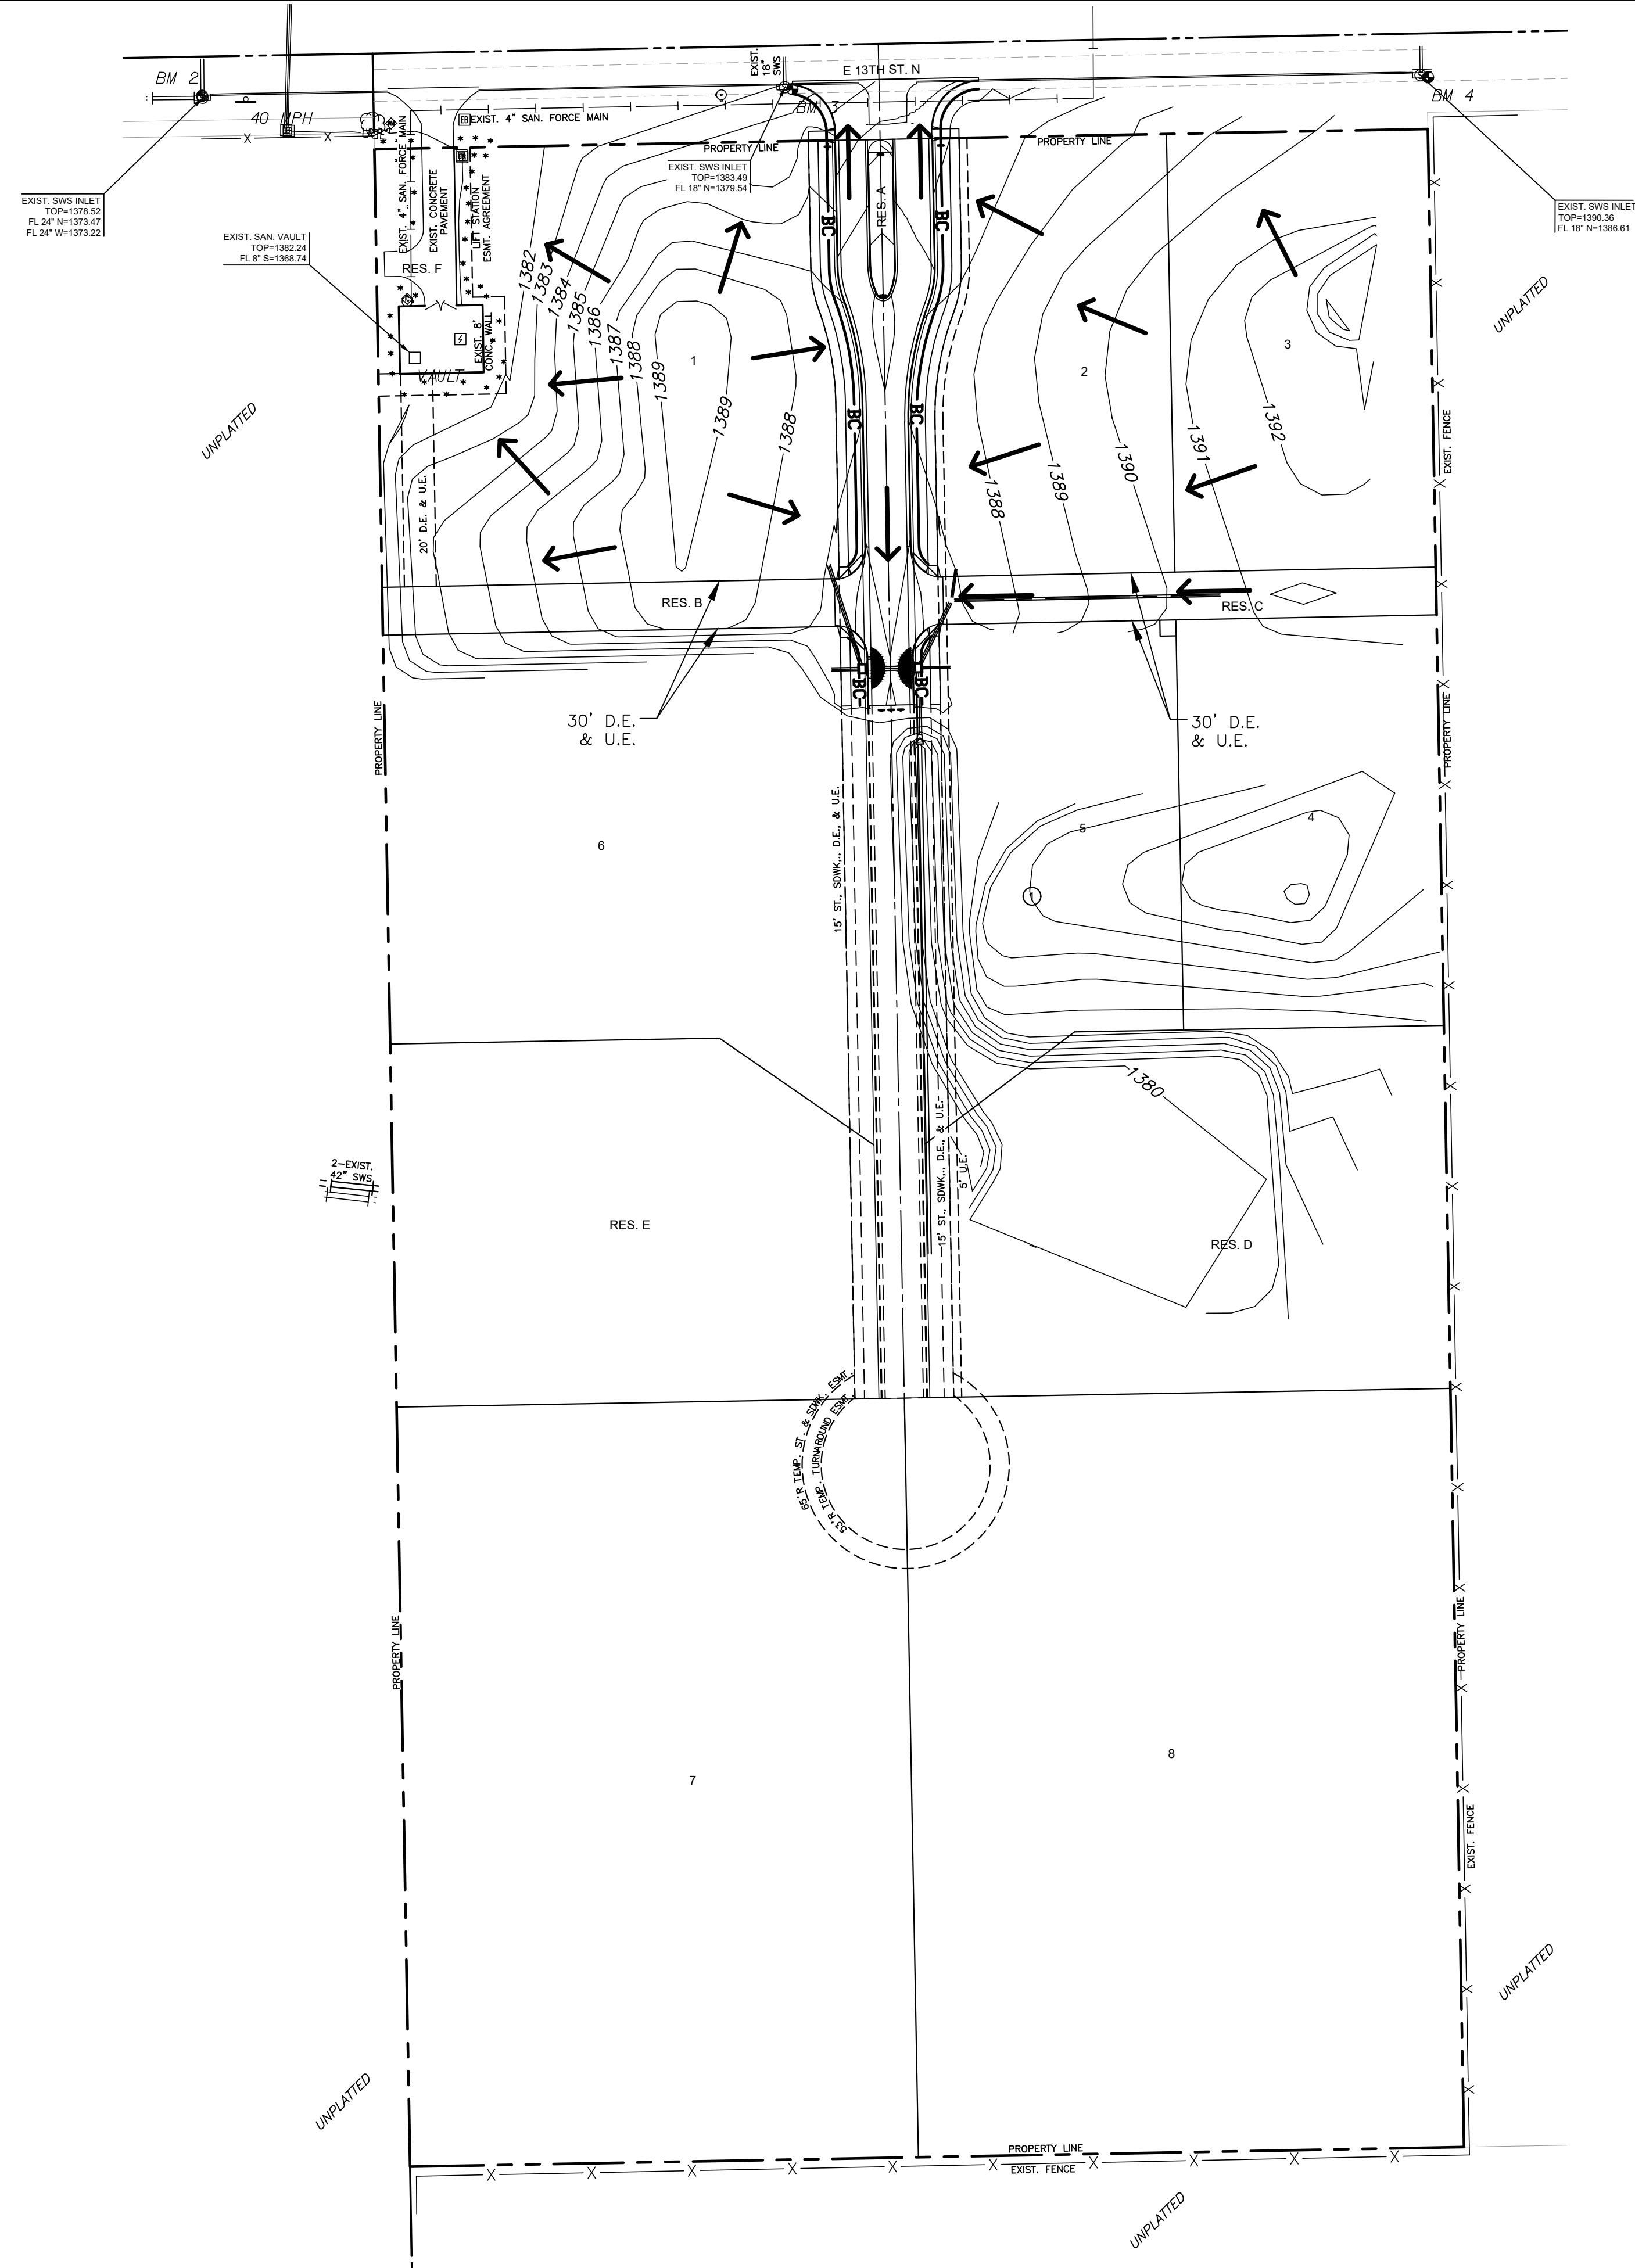 E 13TH ST. N
EXIST.
18"
SWS
BM 2
BM 3
BM 4
40 MPH
EXIST. 4" SAN. FORCE MAIN
PROPERTY LINE
PROPERTY LINE
EXIST. SWS INLET
TOP=1378.52
FL 24" N=1373.47
FL 24" W=1373.22
EXIST. SAN. VAULT
TOP=1382.24
FL 8" S=1368.74
EXIST. SWS INLET
TOP=1383.49
FL 18" N=1379.54
EXIST. SWS INLET
TOP=1390.36
FL 18" N=1386.61
EXIST. 4" SAN. FORCE MAIN
EXIST. CONCRETE
PAVEMENT
LIFT STATION
ESMT. AGREEMENT
RES. F
EXIST. 8'
CONC. WALL
VAULT
RES. A
BC
BC
BC
BC
BC
BC
1382
1383
1384
1385
1386
1387
1388
1389
1389
1388
1
2
3
1388
1389
1390
1391
1392
UNPLATTED
UNPLATTED
EXIST. FENCE
20' D.E. & U.E.
RES. B
RES. C
30' D.E.
& U.E.
30' D.E.
& U.E.
PROPERTY LINE
PROPERTY LINE
15' ST., SDWK., D.E., & U.E.
6
5
4
1
1380
15' ST., SDWK., D.E., & U.E.
5' U.E.
2-EXIST.
42" SWS
RES. E
RES. D
65'R TEMP. ST. & SDWK. ESMT.
53'R TEMP. TURNAROUND ESMT.
PROPERTY LINE
PROPERTY LINE
7
8
EXIST. FENCE
UNPLATTED
UNPLATTED
PROPERTY LINE
EXIST. FENCE
UNPLATTED